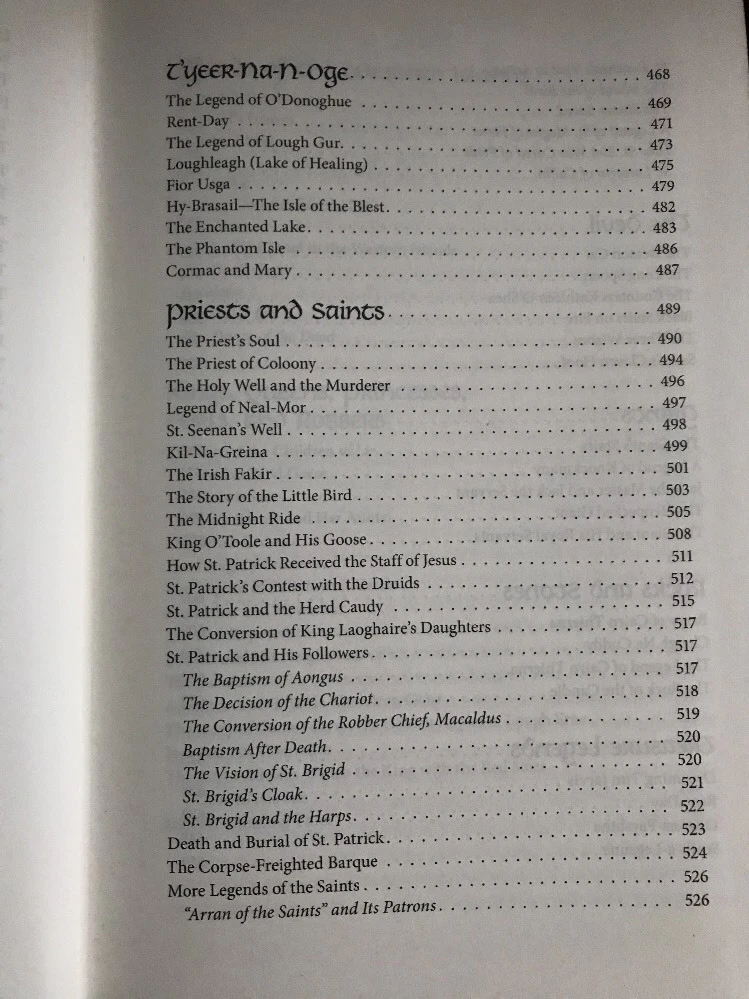 T'yeer-Na-N-Oge. . . . . . . . . . . . . . . . . . . . . . . . . 468
The Legend of O'Donoghue . . . . . . . . . . . . . . . . . . . . . . . . 469
Rent-Day . . . . . . . . . . . . . . . . . . . . . . . . . . . . . . . . . . . 471
The Legend of Lough Gur. . . . . . . . . . . . . . . . . . . . . . . . . . 473
Loughleagh (Lake of Healing) . . . . . . . . . . . . . . . . . . . . . . . 475
Fior Usga . . . . . . . . . . . . . . . . . . . . . . . . . . . . . . . . . . . 479
Hy-Brasail—The Isle of the Blest. . . . . . . . . . . . . . . . . . . . . . 482
The Enchanted Lake. . . . . . . . . . . . . . . . . . . . . . . . . . . . . 483
The Phantom Isle . . . . . . . . . . . . . . . . . . . . . . . . . . . . . . 486
Cormac and Mary . . . . . . . . . . . . . . . . . . . . . . . . . . . . . . 487
Priests and Saints . . . . . . . . . . . . . . . . . . . . . . . 489
The Priest's Soul . . . . . . . . . . . . . . . . . . . . . . . . . . . . . . 490
The Priest of Coloony . . . . . . . . . . . . . . . . . . . . . . . . . . . 494
The Holy Well and the Murderer . . . . . . . . . . . . . . . . . . . . . 496
Legend of Neal-Mor . . . . . . . . . . . . . . . . . . . . . . . . . . . . 497
St. Seenan's Well . . . . . . . . . . . . . . . . . . . . . . . . . . . . . . 498
Kil-Na-Greina . . . . . . . . . . . . . . . . . . . . . . . . . . . . . . . 499
The Irish Fakir . . . . . . . . . . . . . . . . . . . . . . . . . . . . . . . 501
The Story of the Little Bird . . . . . . . . . . . . . . . . . . . . . . . . 503
The Midnight Ride . . . . . . . . . . . . . . . . . . . . . . . . . . . . . 505
King O'Toole and His Goose . . . . . . . . . . . . . . . . . . . . . . . 508
How St. Patrick Received the Staff of Jesus . . . . . . . . . . . . . . . 511
St. Patrick's Contest with the Druids . . . . . . . . . . . . . . . . . . . 512
St. Patrick and the Herd Caudy . . . . . . . . . . . . . . . . . . . . . . 515
The Conversion of King Laoghaire's Daughters . . . . . . . . . . . . . 517
St. Patrick and His Followers . . . . . . . . . . . . . . . . . . . . . . . 517
The Baptism of Aongus . . . . . . . . . . . . . . . . . . . . . . . . . 517
The Decision of the Chariot . . . . . . . . . . . . . . . . . . . . . . . 518
The Conversion of the Robber Chief, Macaldus . . . . . . . . . . . . 519
Baptism After Death . . . . . . . . . . . . . . . . . . . . . . . . . . . 520
The Vision of St. Brigid . . . . . . . . . . . . . . . . . . . . . . . . . 520
St. Brigid's Cloak . . . . . . . . . . . . . . . . . . . . . . . . . . . . . 521
St. Brigid and the Harps . . . . . . . . . . . . . . . . . . . . . . . . . 522
Death and Burial of St. Patrick . . . . . . . . . . . . . . . . . . . . . . 523
The Corpse-Freighted Barque . . . . . . . . . . . . . . . . . . . . . . 524
More Legends of the Saints . . . . . . . . . . . . . . . . . . . . . . . . 526
"Arran of the Saints" and Its Patrons . . . . . . . . . . . . . . . . . . 526